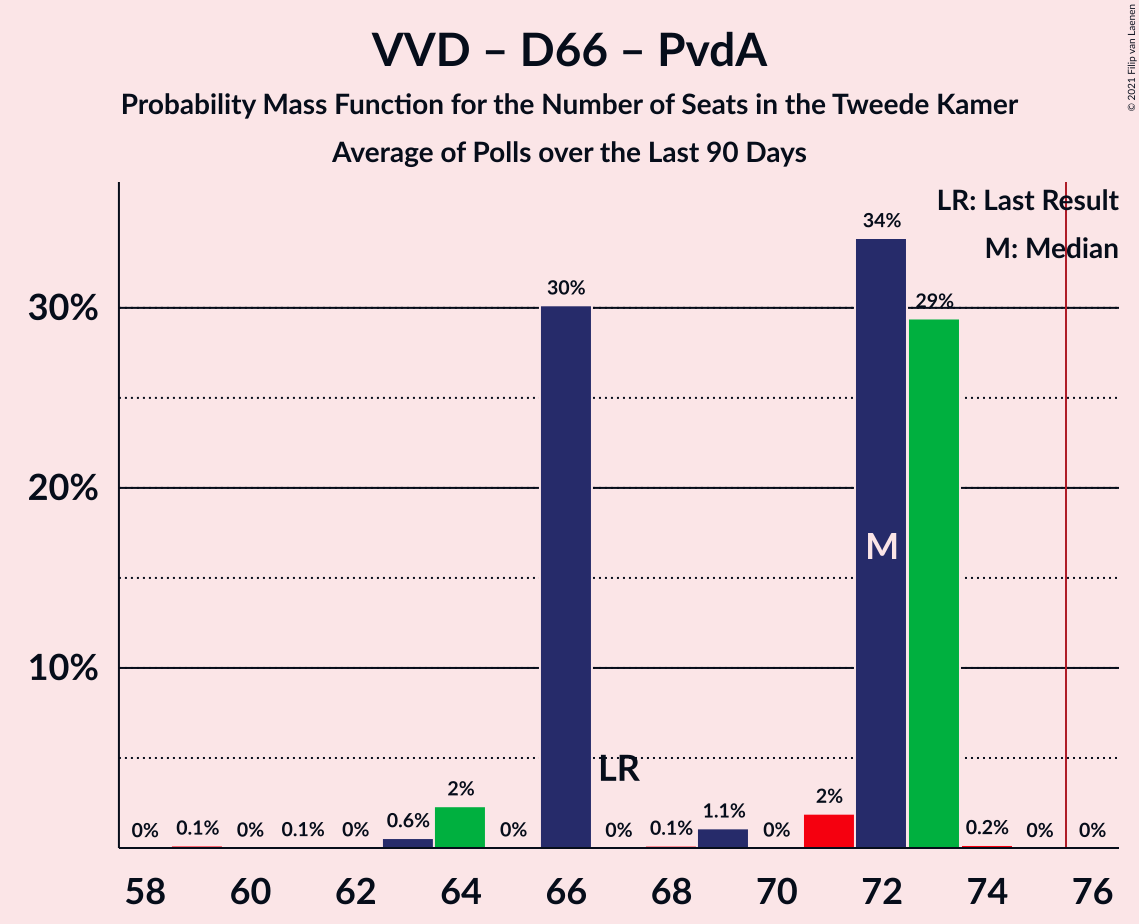 VVD – D66 – PvdA
Probability Mass Function for the Number of Seats in the Tweede Kamer
Average of Polls over the Last 90 Days
© 2021 Filip van Laenen
LR: Last Result
M: Median
30%
20%
10%
0%
0.1%
0%
0.1%
0%
0.6%
2%
0%
30%
0%
0.1%
1.1%
0%
2%
34%
29%
0.2%
0%
0%
LR
M
58 60 62 64 66 68 70 72 74 76